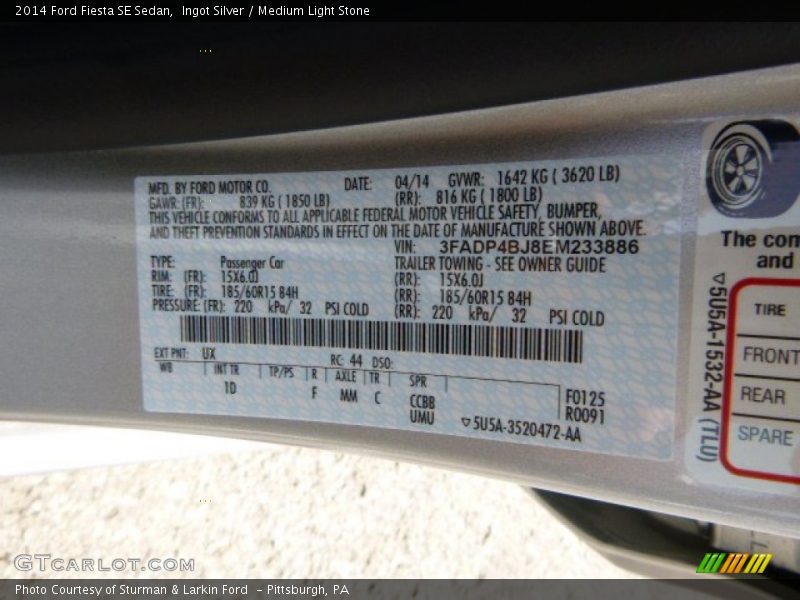 2014 Ford Fiesta SE Sedan, Ingot Silver / Medium Light Stone
MFD. BY FORD MOTOR CO. DATE: 04/14 GVWR: 1642 KG ( 3620 LB)
GAWR: (FR): 839 KG ( 1850 LB) (RR): 816 KG ( 1800 LB)
THIS VEHICLE CONFORMS TO ALL APPLICABLE FEDERAL MOTOR VEHICLE SAFETY, BUMPER,
AND THEFT PREVENTION STANDARDS IN EFFECT ON THE DATE OF MANUFACTURE SHOWN ABOVE.
VIN: 3FADP4BJ8EM233886
TYPE: Passenger Car TRAILER TOWING - SEE OWNER GUIDE
RIM: (FR): 15X6.0J (RR): 15X6.0J
TIRE: (FR): 185/60R15 84H (RR): 185/60R15 84H
PRESSURE: (FR): 220 kPa/ 32 PSI COLD (RR): 220 kPa/ 32 PSI COLD
EXT PNT: UX RC: 44 DSO:
WB INT TR TP/PS R AXLE TR SPR
1D F MM C CCBB F0125
UMU R0091
▽5U5A-3520472-AA
The com
and
▽5U5A-1532-AA (TLU)
TIRE
FRONT
REAR
SPARE
GTCARLOT.COM
Photo Courtesy of Sturman & Larkin Ford - Pittsburgh, PA